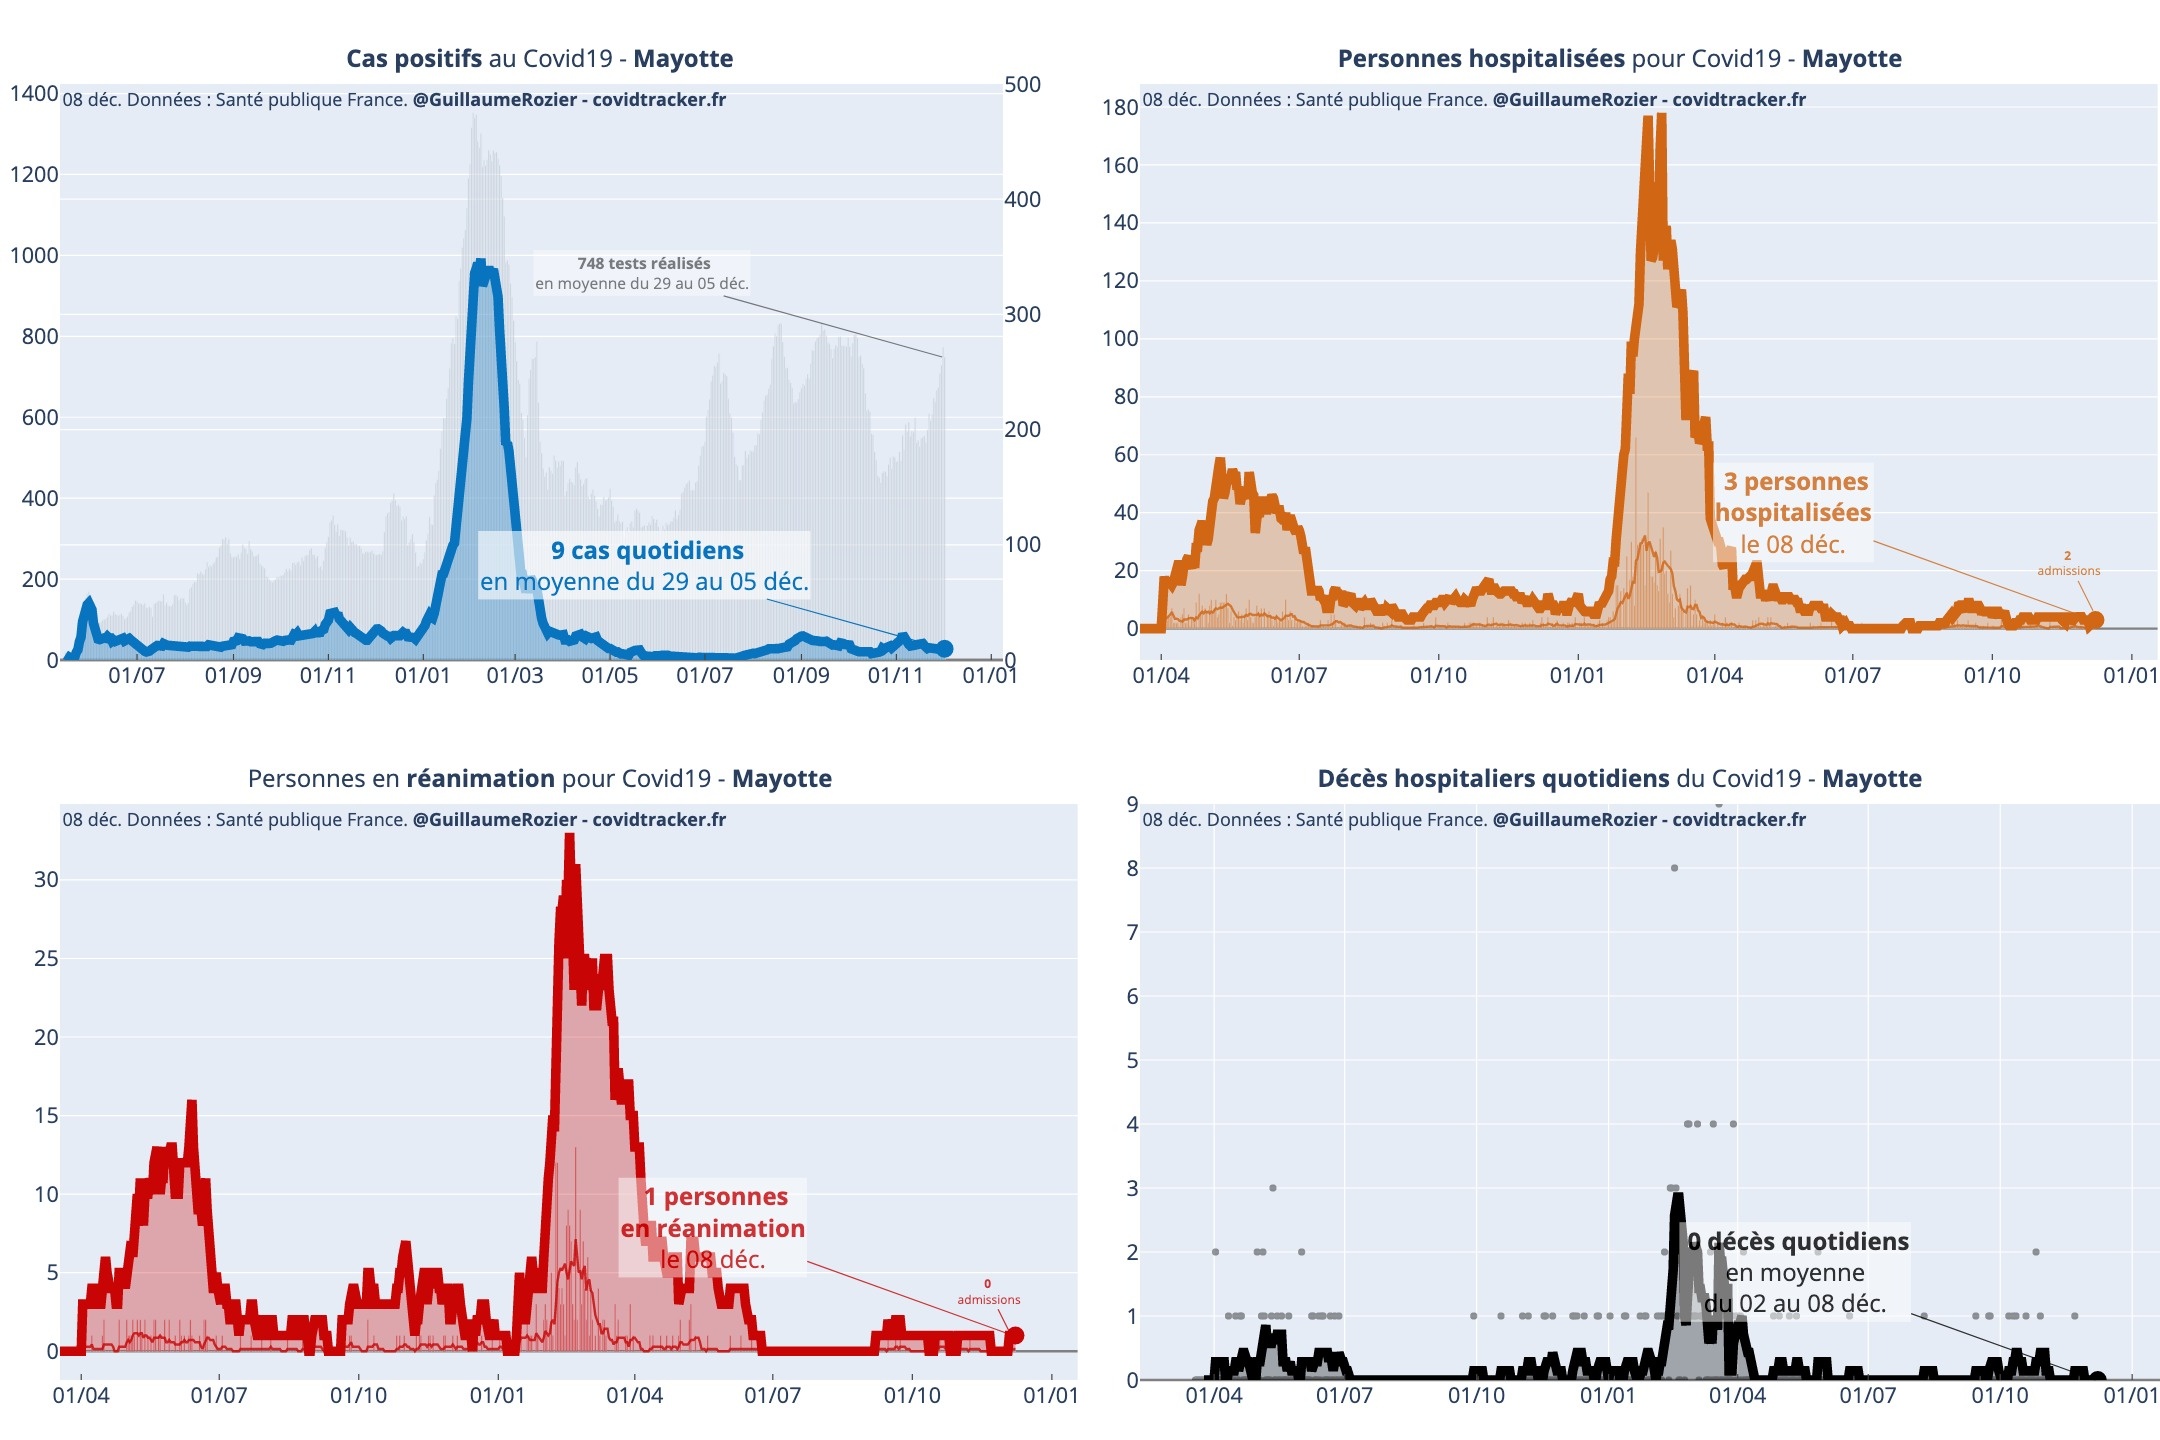 Cas positifs au Covid19 - Mayotte
08 déc. Données : Santé publique France. @GuillaumeRozier - covidtracker.fr
1400
1200
1000
800
600
400
200
0
500
400
300
200
100
0
748 tests réalisés
en moyenne du 29 au 05 déc.
9 cas quotidiens
en moyenne du 29 au 05 déc.
01/07 01/09 01/11 01/01 01/03 01/05 01/07 01/09 01/11 01/01
Personnes hospitalisées pour Covid19 - Mayotte
08 déc. Données : Santé publique France. @GuillaumeRozier - covidtracker.fr
180
160
140
120
100
80
60
40
20
0
3 personnes
hospitalisées
le 08 déc.
2
admissions
01/04 01/07 01/10 01/01 01/04 01/07 01/10 01/01
Personnes en réanimation pour Covid19 - Mayotte
08 déc. Données : Santé publique France. @GuillaumeRozier - covidtracker.fr
30
25
20
15
10
5
0
1 personnes
en réanimation
le 08 déc.
0
admissions
01/04 01/07 01/10 01/01 01/04 01/07 01/10 01/01
Décès hospitaliers quotidiens du Covid19 - Mayotte
08 déc. Données : Santé publique France. @GuillaumeRozier - covidtracker.fr
9
8
7
6
5
4
3
2
1
0
0 décès quotidiens
en moyenne
du 02 au 08 déc.
01/04 01/07 01/10 01/01 01/04 01/07 01/10 01/01